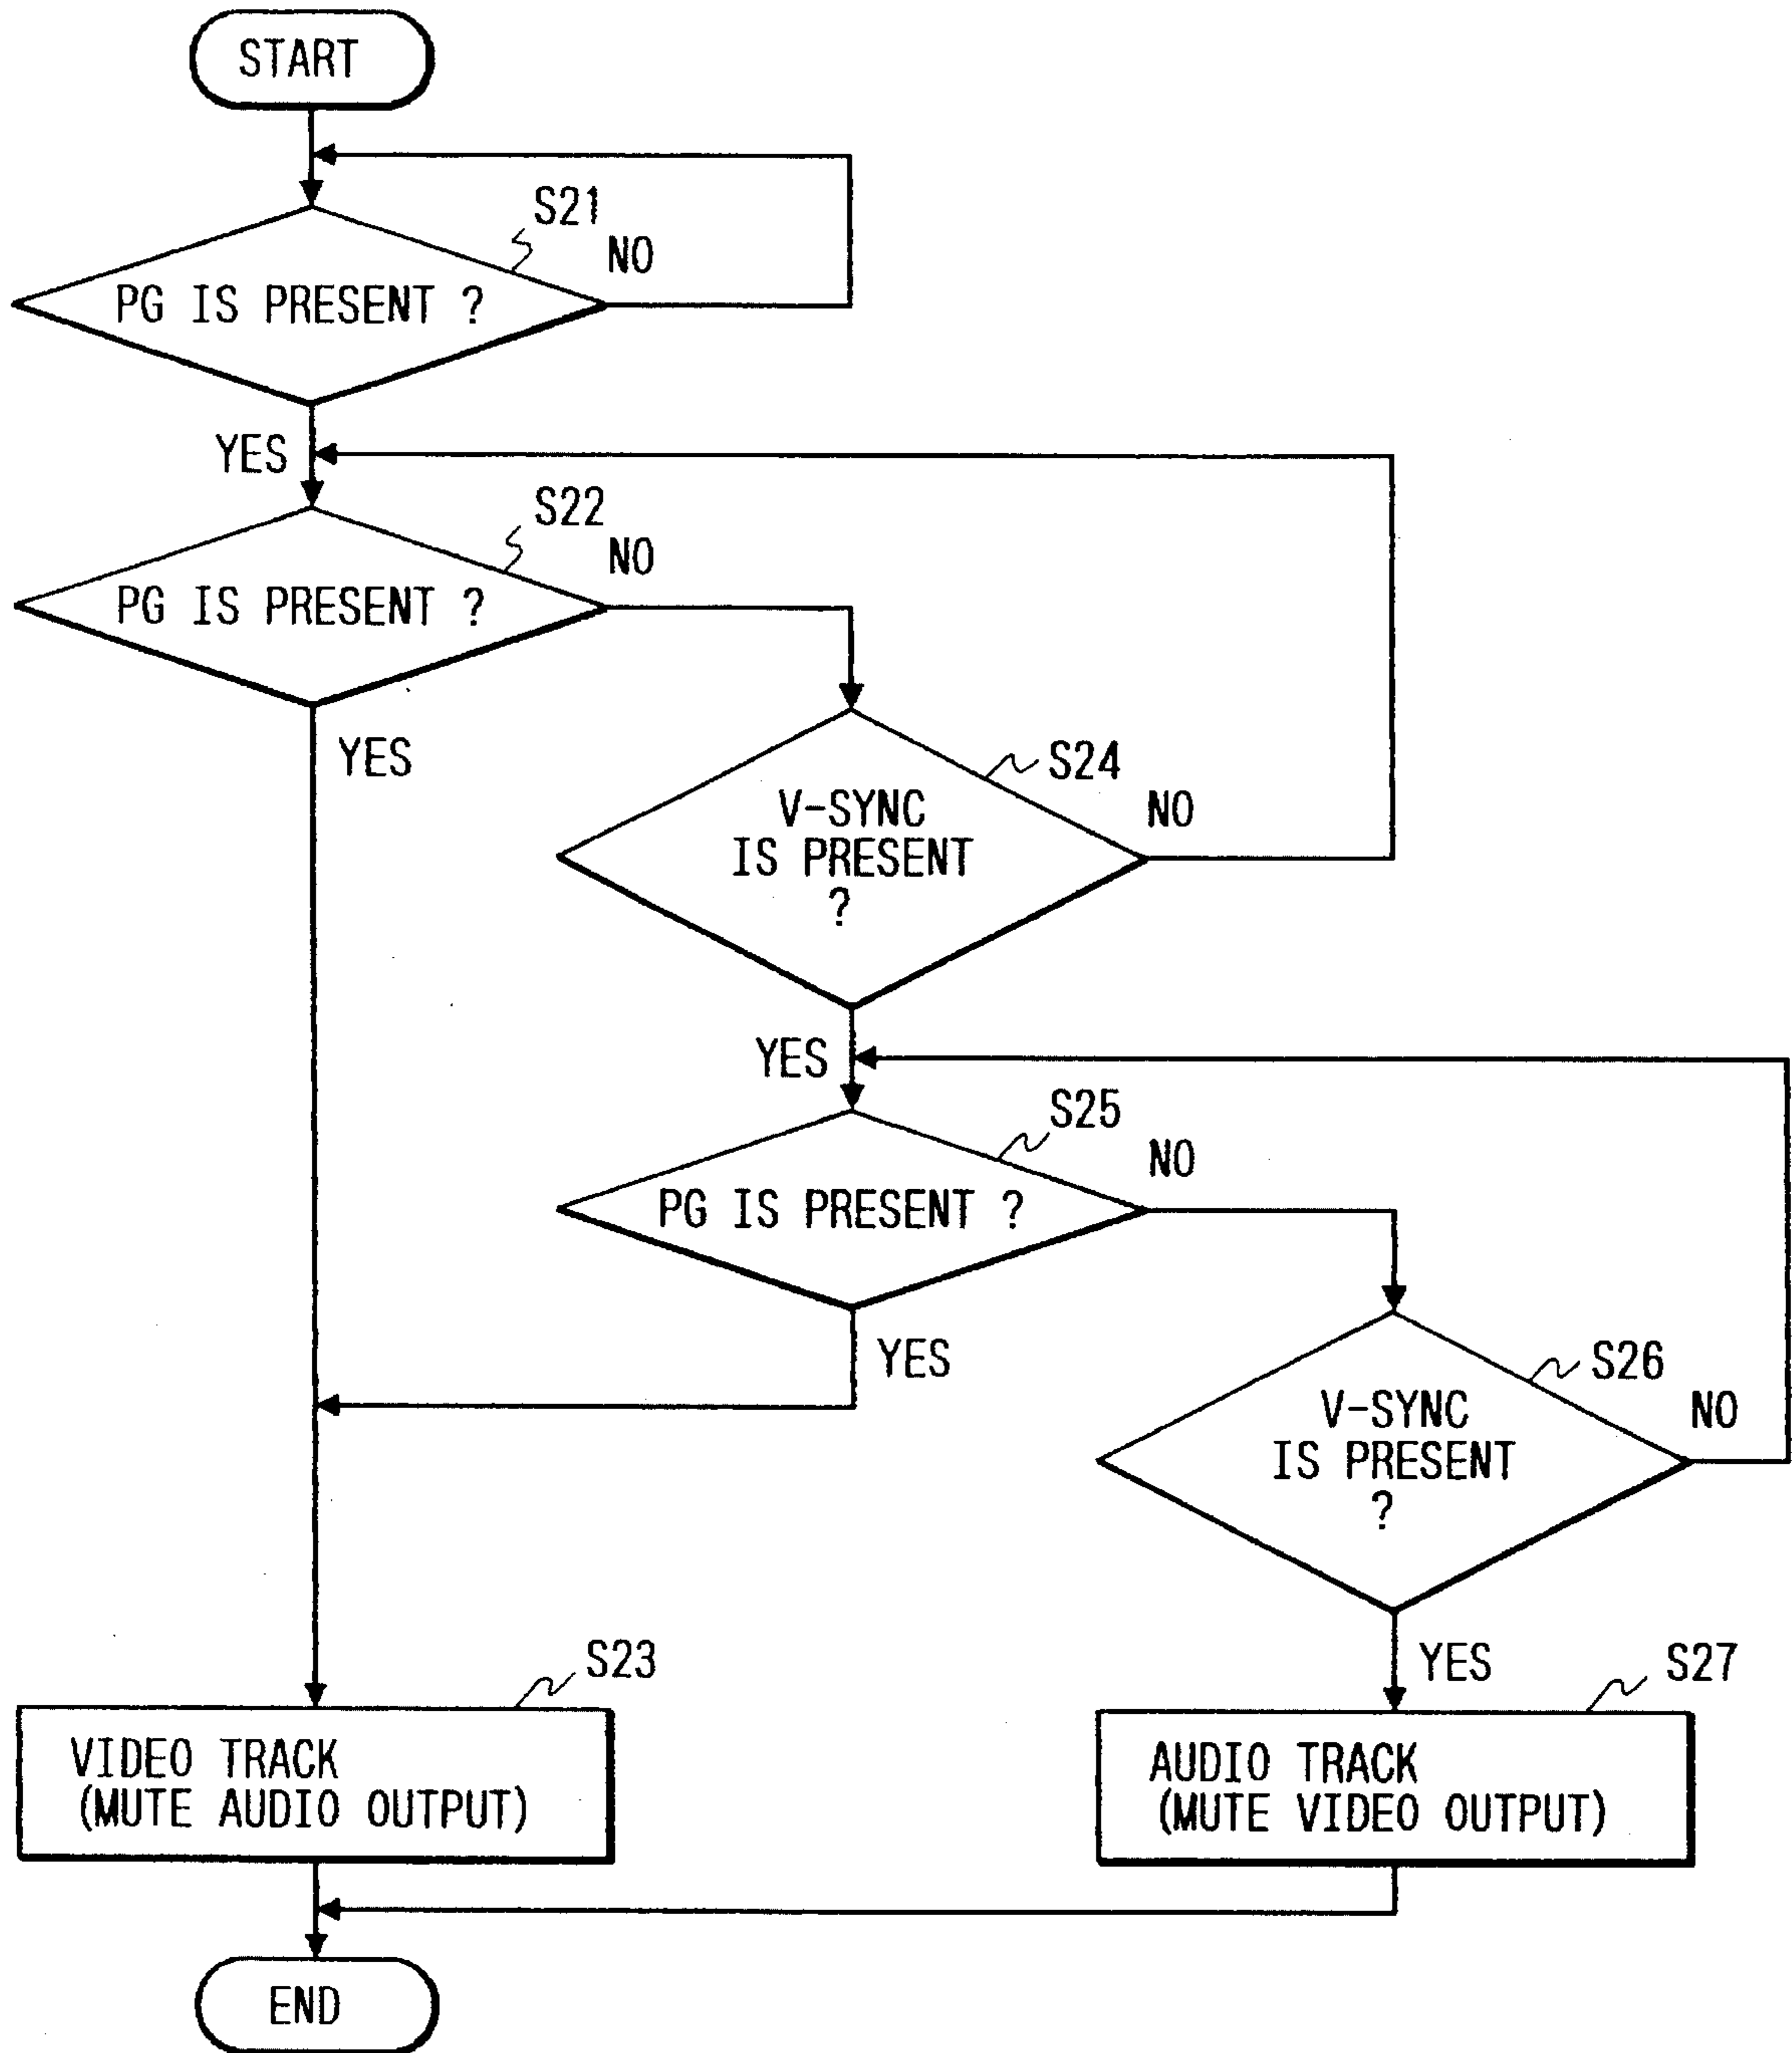 START
S21
NO
PG IS PRESENT ?
YES
S22
NO
PG IS PRESENT ?
YES
S24
NO
V-SYNC
IS PRESENT
?
YES
S25
NO
PG IS PRESENT ?
YES
S26
NO
V-SYNC
IS PRESENT
?
YES
S23
VIDEO TRACK
(MUTE AUDIO OUTPUT)
S27
AUDIO TRACK
(MUTE VIDEO OUTPUT)
END